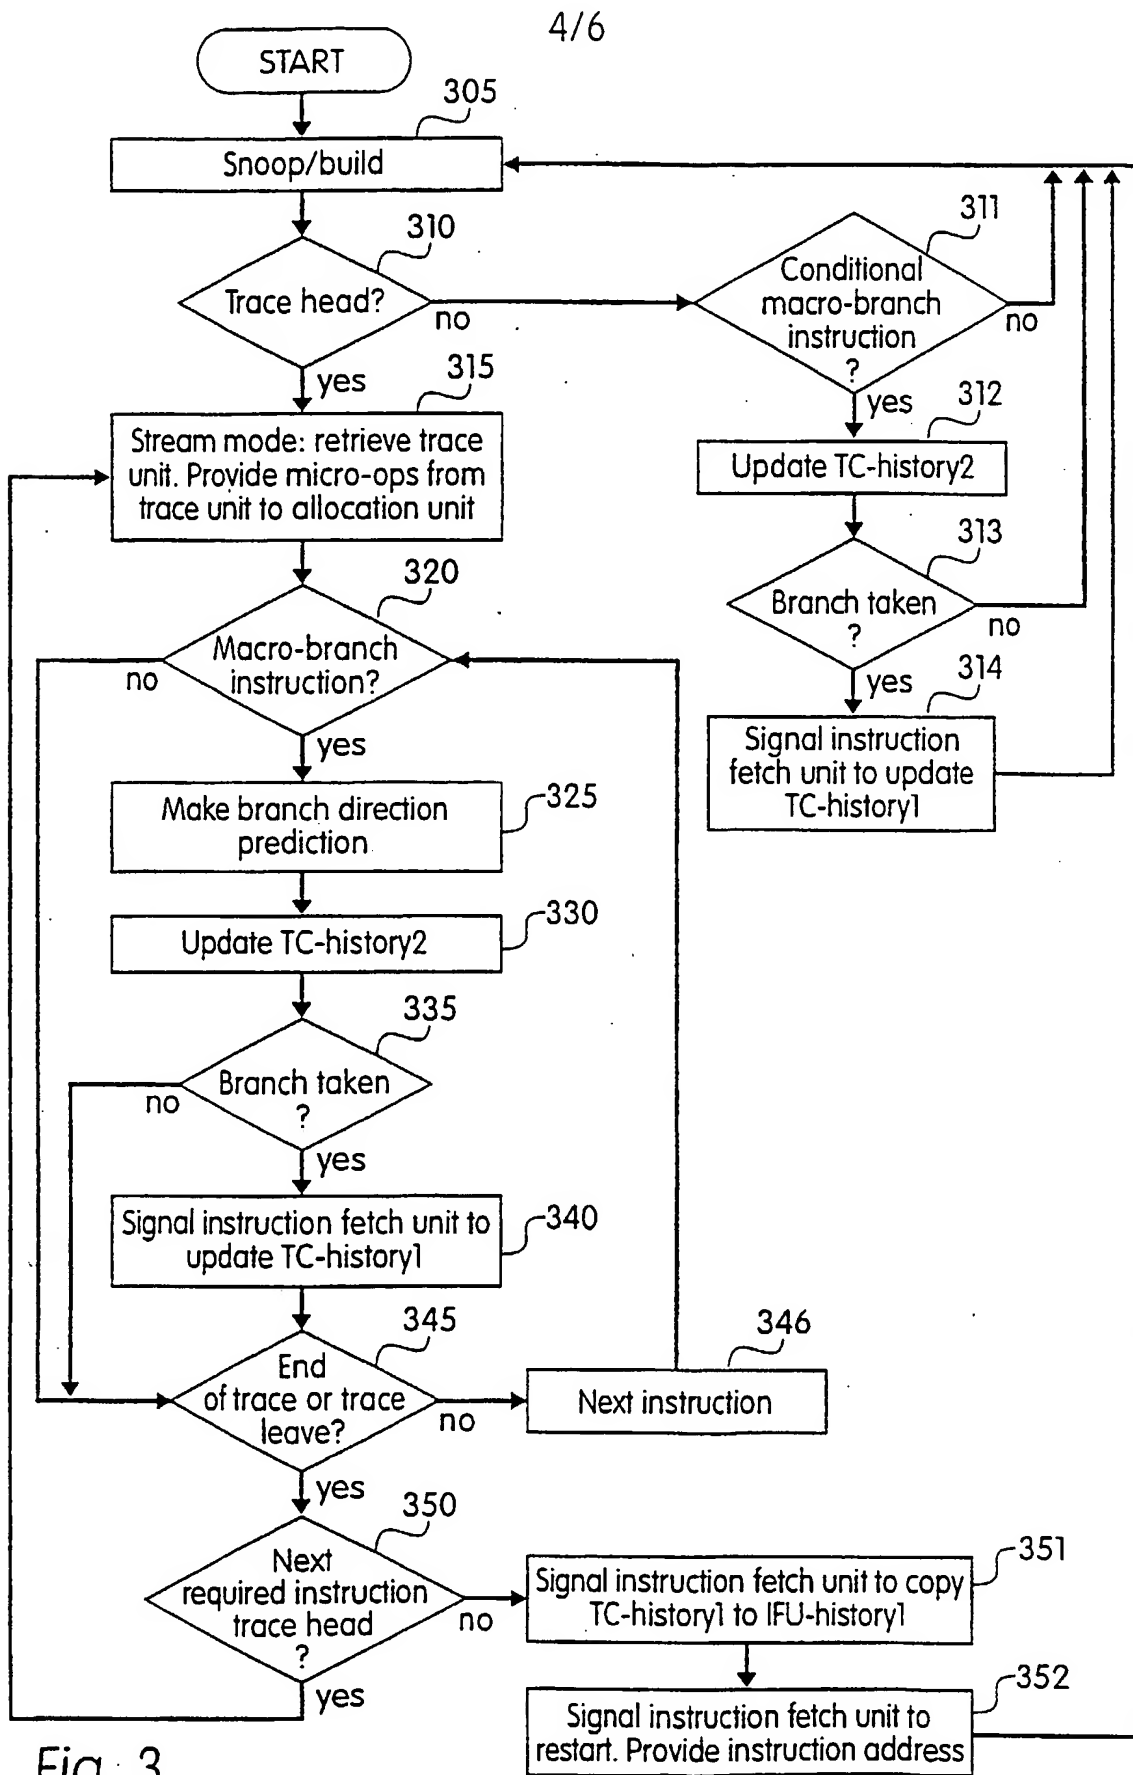 4/6
START
305
Snoop/build
310
Trace head?
no
yes
311
Conditional
macro-branch
instruction
?
no
yes
312
Update TC-history2
313
Branch taken
?
no
yes
314
Signal instruction
fetch unit to update
TC-history1
315
Stream mode: retrieve trace
unit. Provide micro-ops from
trace unit to allocation unit
320
Macro-branch
instruction?
no
yes
Make branch direction
prediction
325
Update TC-history2
330
335
Branch taken
?
no
yes
Signal instruction fetch unit to
update TC-history1
340
345
End
of trace or trace
leave?
no
yes
346
Next instruction
350
Next
required instruction
trace head
?
no
yes
351
Signal instruction fetch unit to copy
TC-history1 to IFU-history1
352
Signal instruction fetch unit to
restart. Provide instruction address
Fig. 3